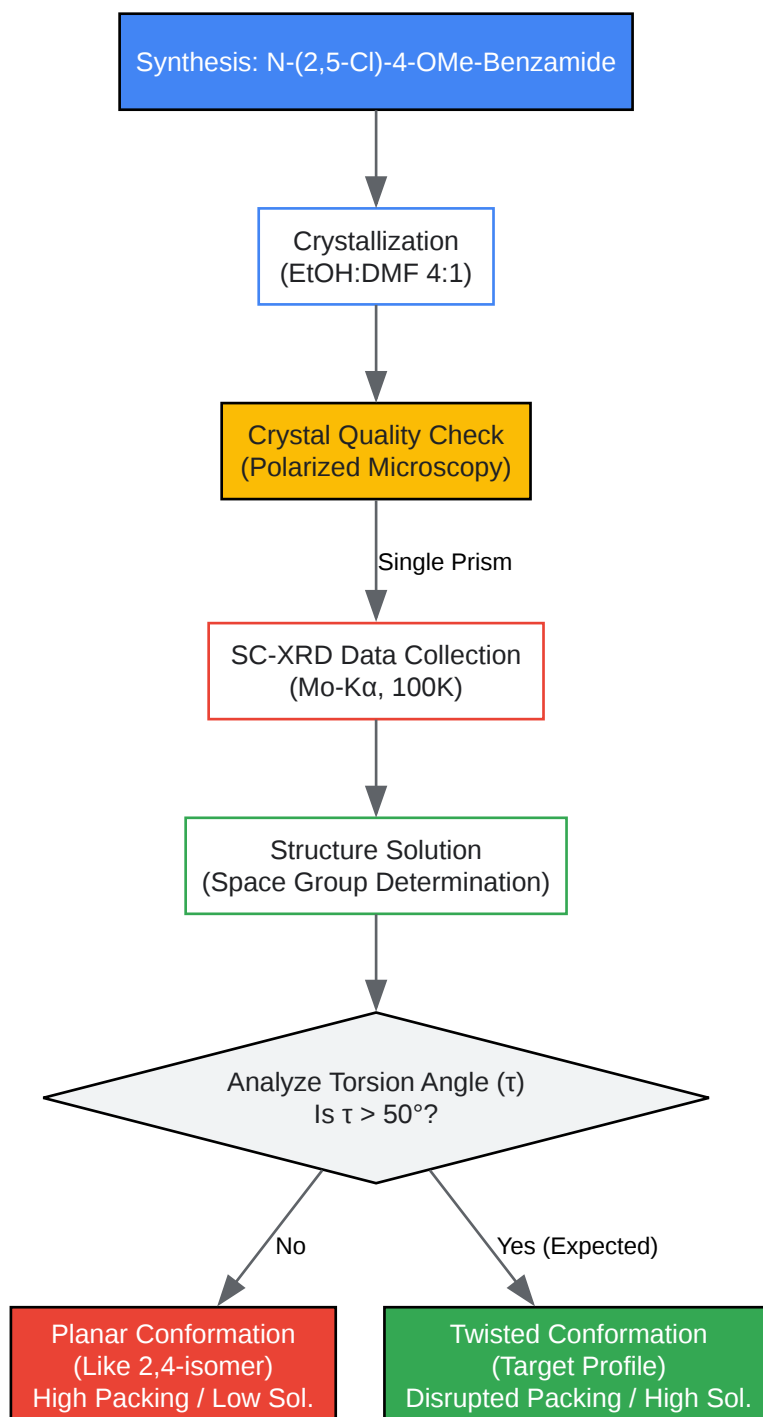 Synthesis: N-(2,5-Cl)-4-OMe-Benzamide
Crystallization
(EtOH:DMF 4:1)
Crystal Quality Check
(Polarized Microscopy)
Single Prism
SC-XRD Data Collection
(Mo-Kα, 100K)
Structure Solution
(Space Group Determination)
Analyze Torsion Angle (τ)
Is τ > 50°?
No
Yes (Expected)
Planar Conformation
(Like 2,4-isomer)
High Packing / Low Sol.
Twisted Conformation
(Target Profile)
Disrupted Packing / High Sol.